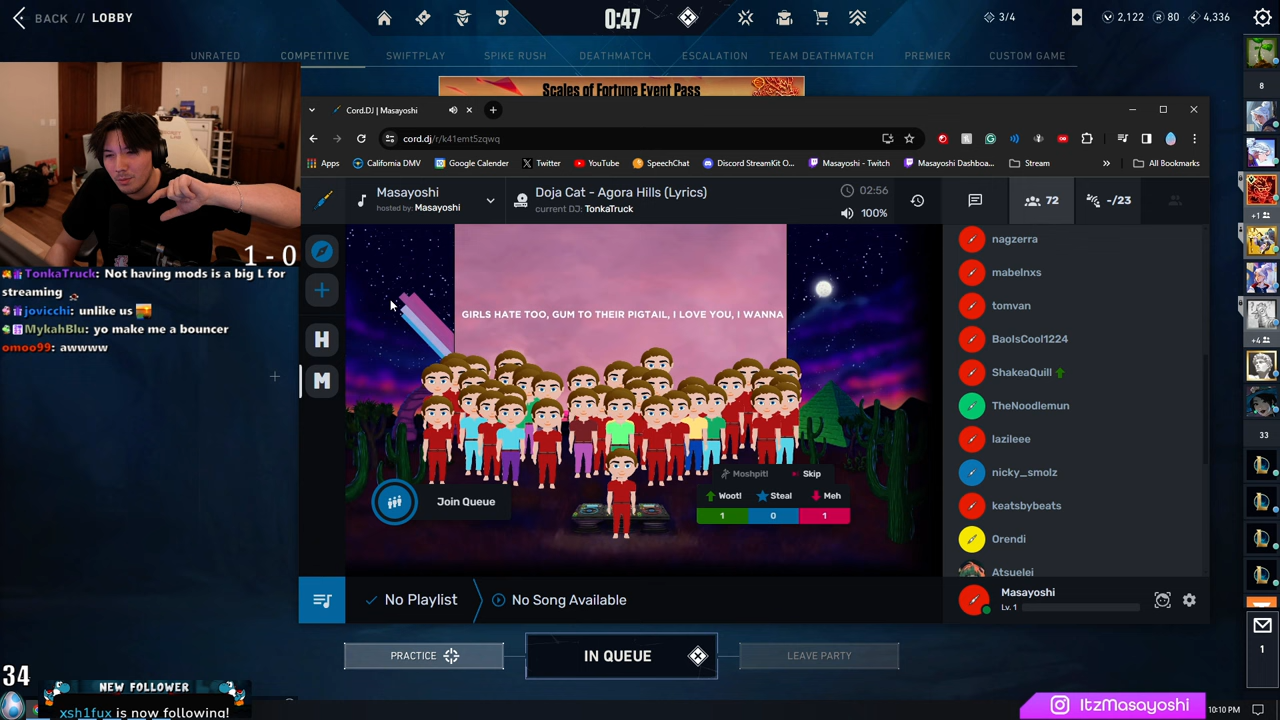 BACK // LOBBY
0:47
3/4
2,122
80
4,336
UNRATED
COMPETITIVE
SWIFTPLAY
SPIKE RUSH
DEATHMATCH
ESCALATION
TEAM DEATHMATCH
PREMIER
CUSTOM GAME
Scales of Fortune Event Pass
Cord.DJ | Masayoshi
cord.dj/r/k41emt5zqwq
Apps
California DMV
Google Calender
Twitter
YouTube
SpeechChat
Discord StreamKit O...
Masayoshi - Twitch
Masayoshi Dashboa...
Stream
All Bookmarks
Masayoshi
hosted by: Masayoshi
Doja Cat - Agora Hills (Lyrics)
current DJ: TonkaTruck
02:56
100%
72
-/23
1 - 0
TonkaTruck: Not having mods is a big L for
streaming
jovicchi: unlike us
MykahBlu: yo make me a bouncer
omoo99: awwww
H
M
GIRLS HATE TOO, GUM TO THEIR PIGTAIL, I LOVE YOU, I WANNA
Moshpit!
Skip
Woot!
Steal
Meh
1
0
1
Join Queue
No Playlist
No Song Available
nagzerra
mabelnxs
tomvan
BaoIsCool1224
ShakeaQuill
TheNoodlemun
lazileee
nicky_smolz
keatsbybeats
Orendi
Atsuelei
Masayoshi
Lv. 1
8
+1
+4
33
1
PRACTICE
IN QUEUE
LEAVE PARTY
34
NEW FOLLOWER
xsh1fux is now following!
ItzMasayoshi
10:10 PM